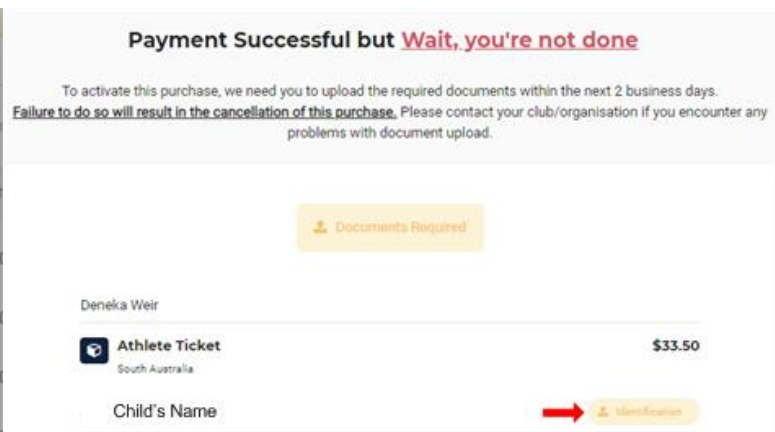 Payment Successful but Wait, you're not done
To activate this purchase, we need you to upload the required documents within the next 2 business days.
Failure to do so will result in the cancellation of this purchase. Please contact your club/organisation if you encounter any
problems with document upload.
Documents Required
Deneka Weir
Athlete Ticket $33.50
South Australia
Child's Name Identification